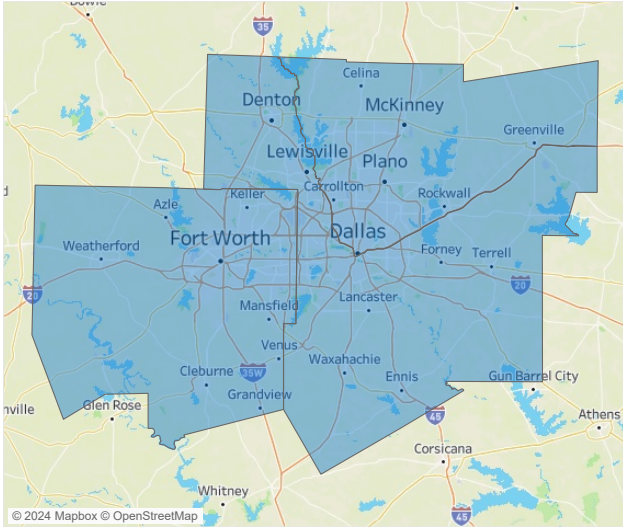 Bowie
35
Celina
Denton
McKinney
Greenville
Lewisville
Plano
Carrollton
Keller
Rockwall
Azle
Fort Worth
Dallas
Weatherford
Forney
Terrell
20
20
Lancaster
Mansfield
Venus
Waxahachie
Cleburne
35W
Ennis
Gun Barrel City
Grandview
nville
Glen Rose
45
Athens
Corsicana
Whitney
45
© 2024 Mapbox © OpenStreetMap